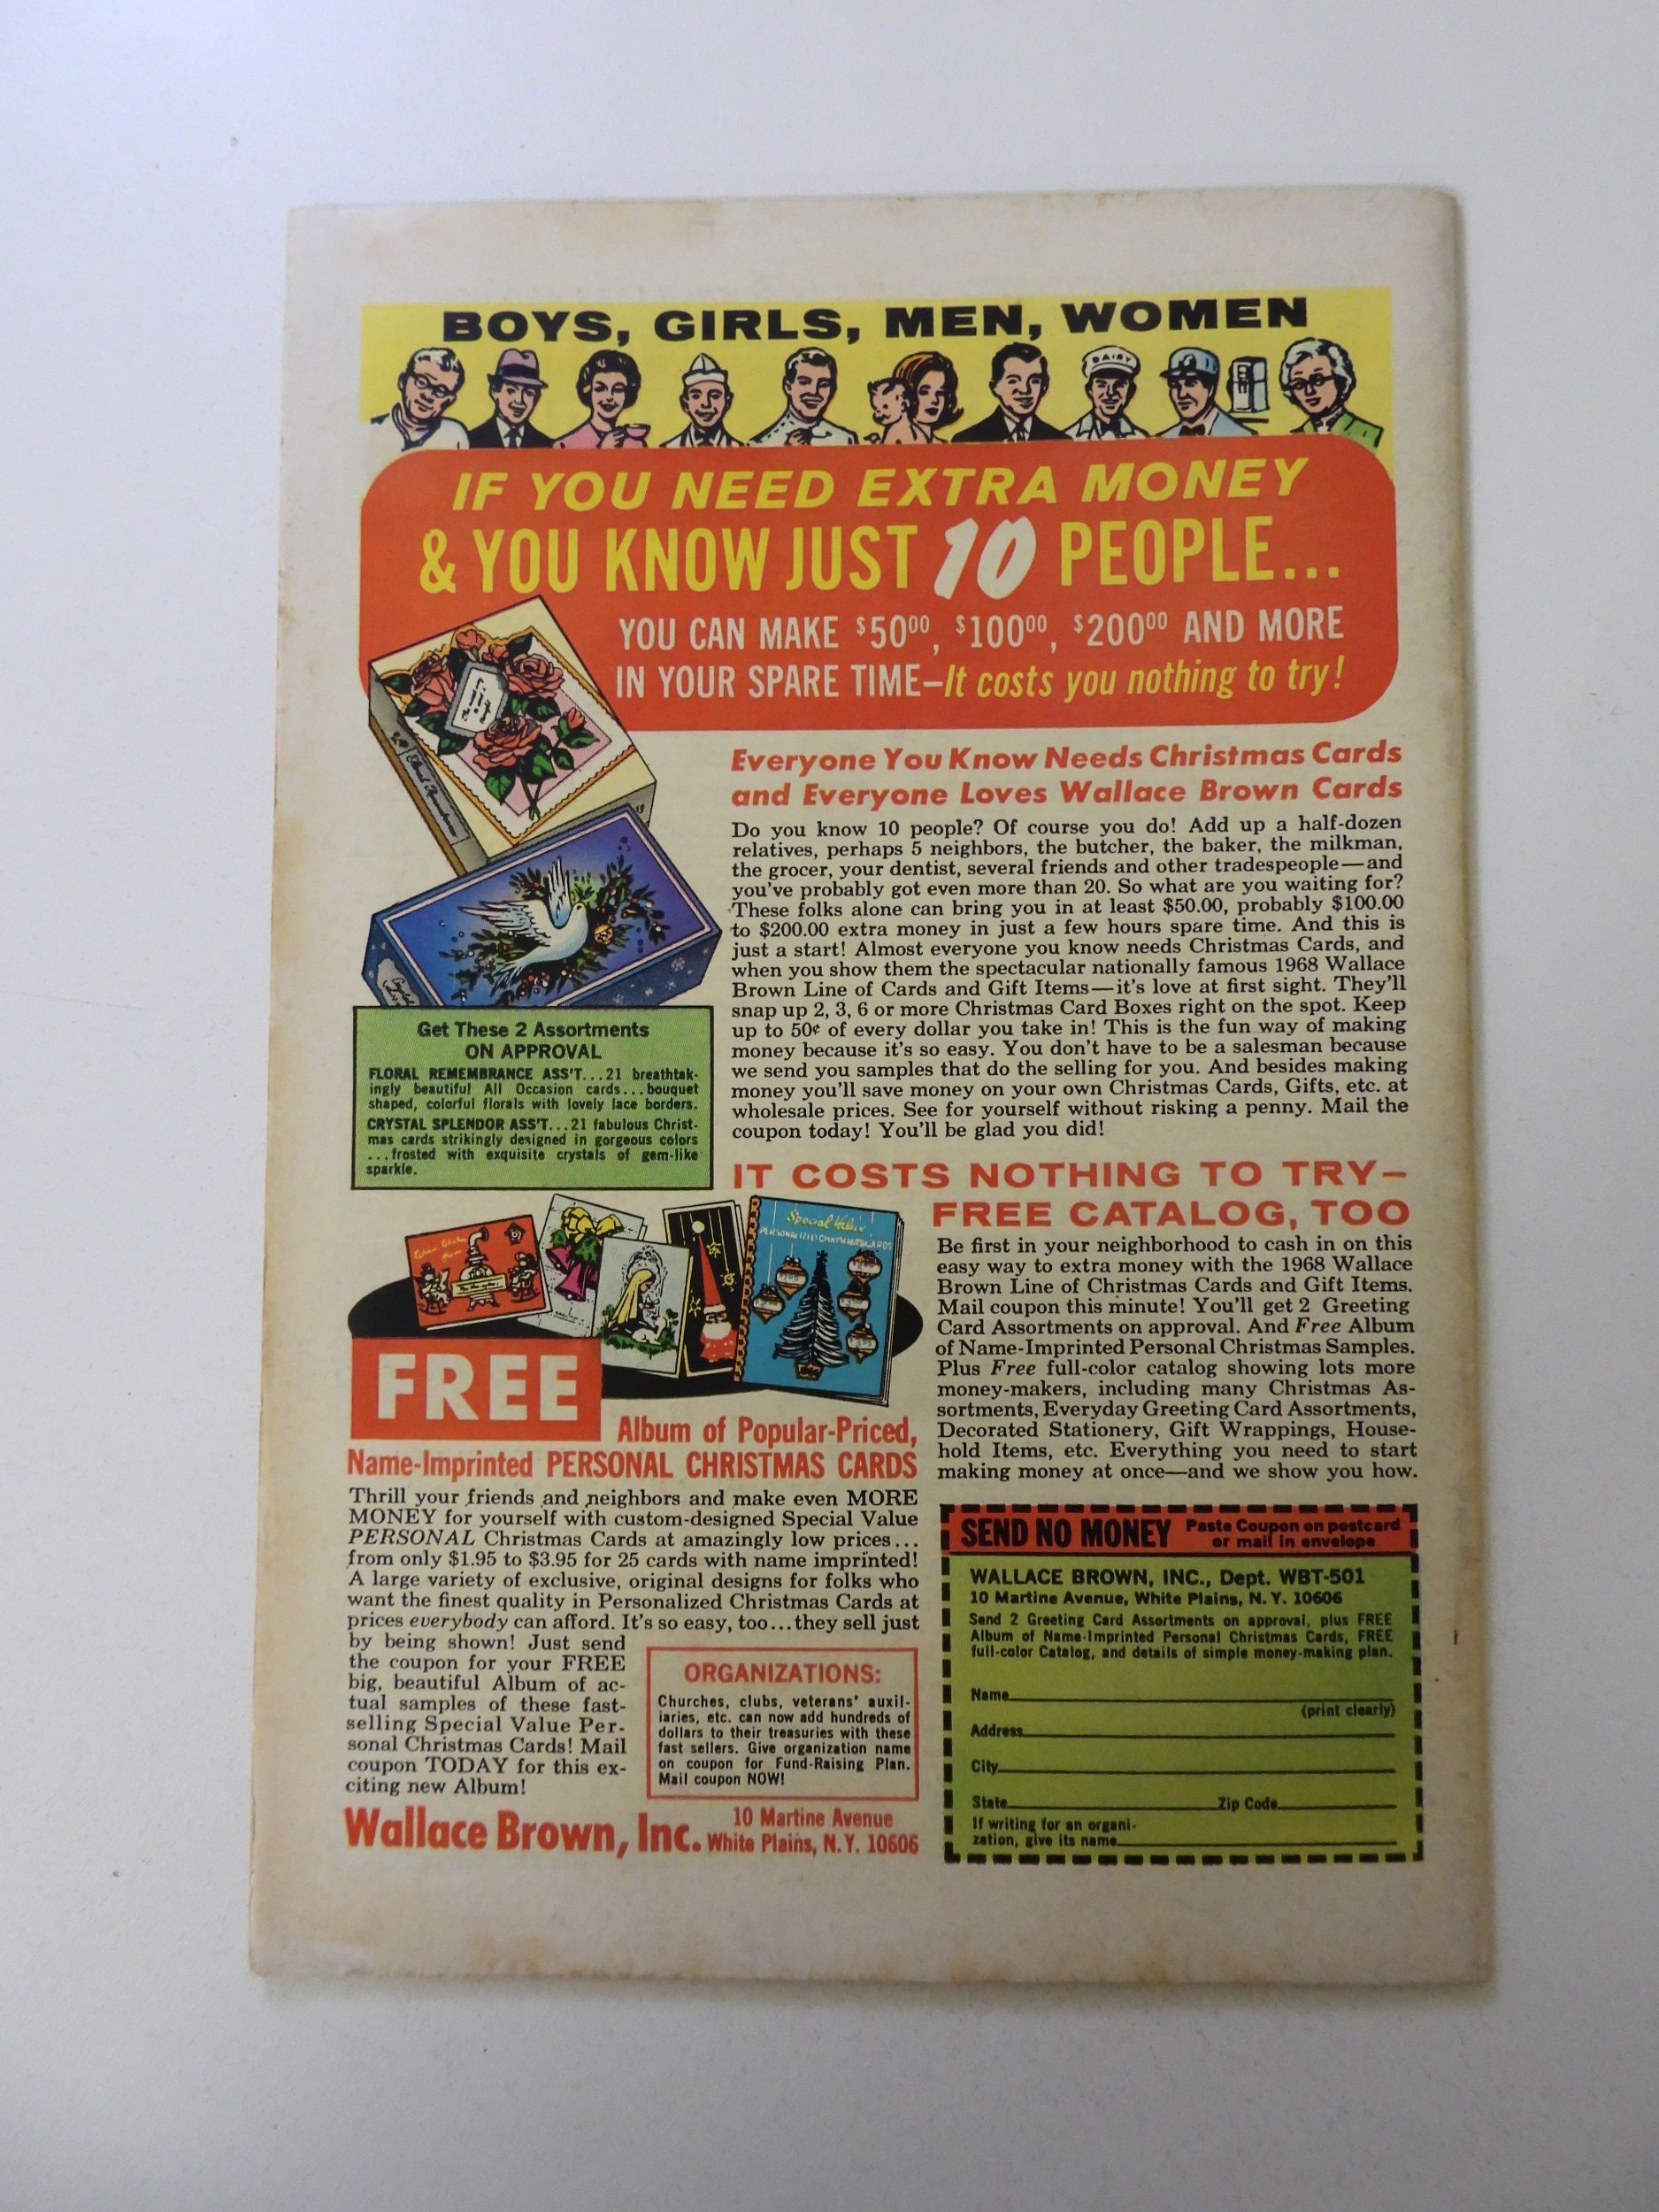 BOYS, GIRLS, MEN, WOMEN
DAIRY
IF YOU NEED EXTRA MONEY
& YOU KNOW JUST 10 PEOPLE...
YOU CAN MAKE $50⁰⁰, $100⁰⁰, $200⁰⁰ AND MORE
IN YOUR SPARE TIME–It costs you nothing to try!
Everyone You Know Needs Christmas Cards
and Everyone Loves Wallace Brown Cards
Do you know 10 people? Of course you do! Add up a half-dozen
relatives, perhaps 5 neighbors, the butcher, the baker, the milkman,
the grocer, your dentist, several friends and other tradespeople—and
you've probably got even more than 20. So what are you waiting for?
These folks alone can bring you in at least $50.00, probably $100.00
to $200.00 extra money in just a few hours spare time. And this is
just a start! Almost everyone you know needs Christmas Cards, and
when you show them the spectacular nationally famous 1968 Wallace
Brown Line of Cards and Gift Items—it's love at first sight. They'll
snap up 2, 3, 6 or more Christmas Card Boxes right on the spot. Keep
up to 50¢ of every dollar you take in! This is the fun way of making
money because it's so easy. You don't have to be a salesman because
we send you samples that do the selling for you. And besides making
money you'll save money on your own Christmas Cards, Gifts, etc. at
wholesale prices. See for yourself without risking a penny. Mail the
coupon today! You'll be glad you did!
Get These 2 Assortments
ON APPROVAL
FLORAL REMEMBRANCE ASS'T...21 breathtak-
ingly beautiful All Occasion cards...bouquet
shaped, colorful florals with lovely lace borders.
CRYSTAL SPLENDOR ASS'T...21 fabulous Christ-
mas cards strikingly designed in gorgeous colors
...frosted with exquisite crystals of gem-like
sparkle.
IT COSTS NOTHING TO TRY–
FREE CATALOG, TOO
Be first in your neighborhood to cash in on this
easy way to extra money with the 1968 Wallace
Brown Line of Christmas Cards and Gift Items.
Mail coupon this minute! You'll get 2 Greeting
Card Assortments on approval. And Free Album
of Name-Imprinted Personal Christmas Samples.
Plus Free full-color catalog showing lots more
money-makers, including many Christmas As-
sortments, Everyday Greeting Card Assortments,
Decorated Stationery, Gift Wrappings, House-
hold Items, etc. Everything you need to start
making money at once—and we show you how.
Special Value
PERSONALIZED CHRISTMAS CARDS
FREE
Album of Popular-Priced,
Name-Imprinted PERSONAL CHRISTMAS CARDS
Thrill your friends and neighbors and make even MORE
MONEY for yourself with custom-designed Special Value
PERSONAL Christmas Cards at amazingly low prices...
from only $1.95 to $3.95 for 25 cards with name imprinted!
A large variety of exclusive, original designs for folks who
want the finest quality in Personalized Christmas Cards at
prices everybody can afford. It's so easy, too...they sell just
by being shown! Just send
the coupon for your FREE
big, beautiful Album of ac-
tual samples of these fast-
selling Special Value Per-
sonal Christmas Cards! Mail
coupon TODAY for this ex-
citing new Album!
ORGANIZATIONS:
Churches, clubs, veterans' auxil-
iaries, etc. can now add hundreds of
dollars to their treasuries with these
fast sellers. Give organization name
on coupon for Fund-Raising Plan.
Mail coupon NOW!
Wallace Brown, Inc. 10 Martine Avenue
White Plains, N.Y. 10606
SEND NO MONEY Paste Coupon on postcard
or mail in envelope
WALLACE BROWN, INC., Dept. WBT-501
10 Martine Avenue, White Plains, N.Y. 10606
Send 2 Greeting Card Assortments on approval, plus FREE
Album of Name-Imprinted Personal Christmas Cards, FREE
full-color Catalog, and details of simple money-making plan.
Name
(print clearly)
Address
City
State Zip Code
If writing for an organi-
zation, give its name